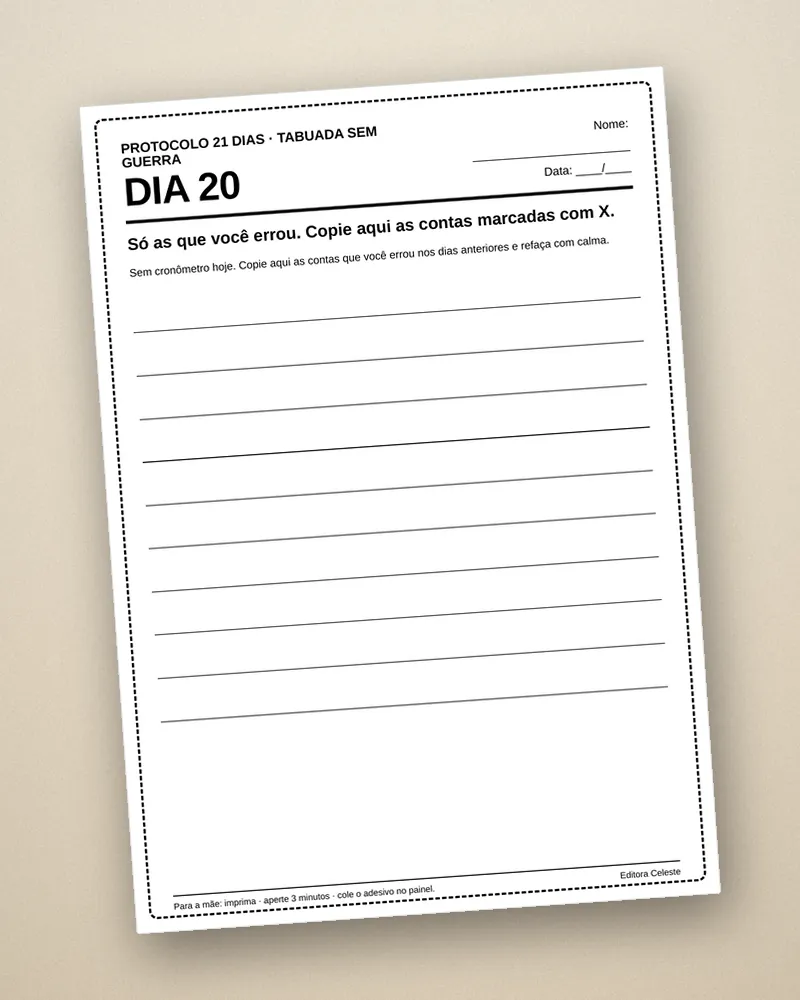 PROTOCOLO 21 DIAS · TABUADA SEM
GUERRA
DIA 20
Nome:
Data: ____/____
Só as que você errou. Copie aqui as contas marcadas com X.
Sem cronômetro hoje. Copie aqui as contas que você errou nos dias anteriores e refaça com calma.
Para a mãe: imprima · aperte 3 minutos · cole o adesivo no painel.
Editora Celeste